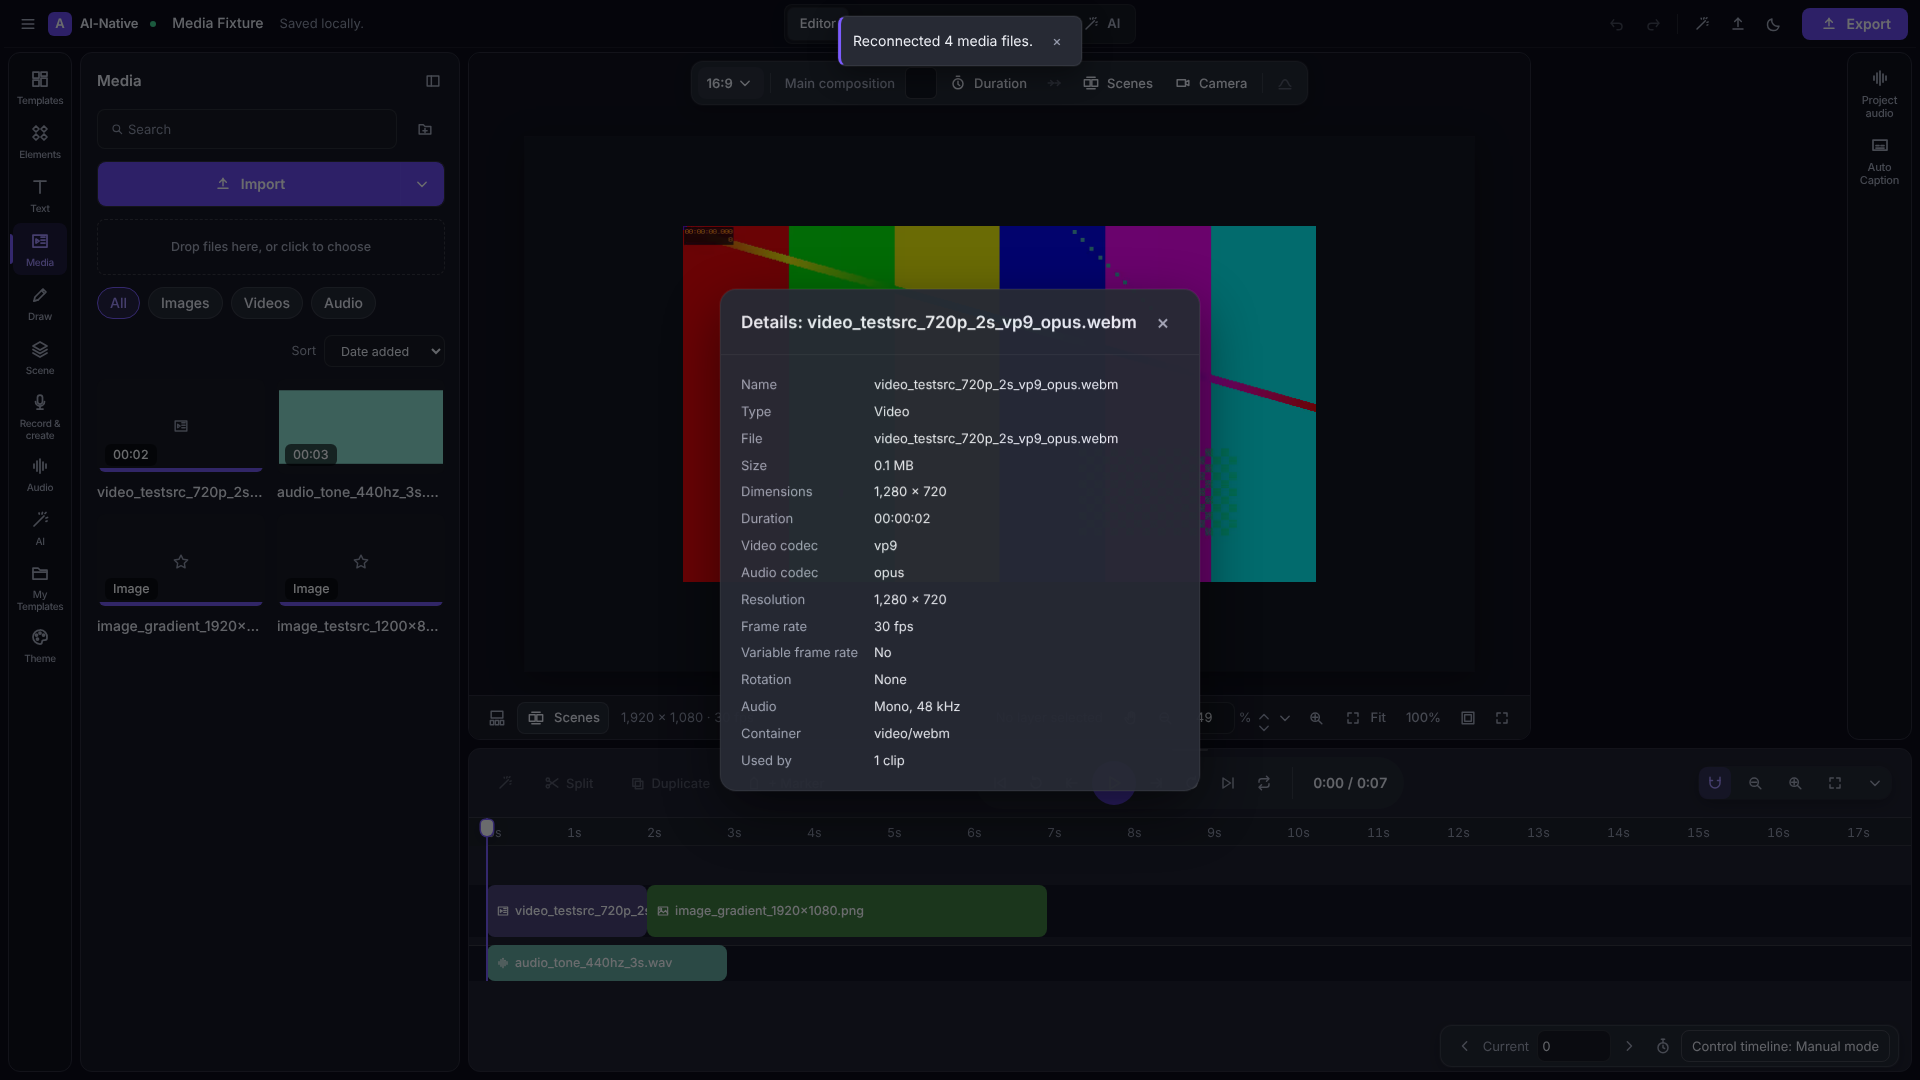 A AI-Native Media Fixture Saved locally.
Editor
AI
Export
Reconnected 4 media files. ×
Templates
Elements
Text
Media
Draw
Scene
Record &
create
Audio
AI
My
Templates
Theme
Media
Search
Import
Drop files here, or click to choose
All Images Videos Audio
Sort Date added
00:02
00:03
video_testsrc_720p_2s...
audio_tone_440hz_3s....
Image
Image
image_gradient_1920×...
image_testsrc_1200×8...
16:9 Main composition Duration Scenes Camera
00:00:00.000
Project
audio
Auto
Caption
Details: video_testsrc_720p_2s_vp9_opus.webm ×
Name video_testsrc_720p_2s_vp9_opus.webm
Type Video
File video_testsrc_720p_2s_vp9_opus.webm
Size 0.1 MB
Dimensions 1,280 × 720
Duration 00:00:02
Video codec vp9
Audio codec opus
Resolution 1,280 × 720
Frame rate 30 fps
Variable frame rate No
Rotation None
Audio Mono, 48 kHz
Container video/webm
Used by 1 clip
Scenes 1,920 × 1,080 · 3
49 % Fit 100%
Split Duplicate
0:00 / 0:07
s 1s 2s 3s 4s 5s 6s 7s 8s 9s 10s 11s 12s 13s 14s 15s 16s 17s
video_testsrc_720p_2s
image_gradient_1920×1080.png
audio_tone_440hz_3s.wav
Current 0
Control timeline: Manual mode